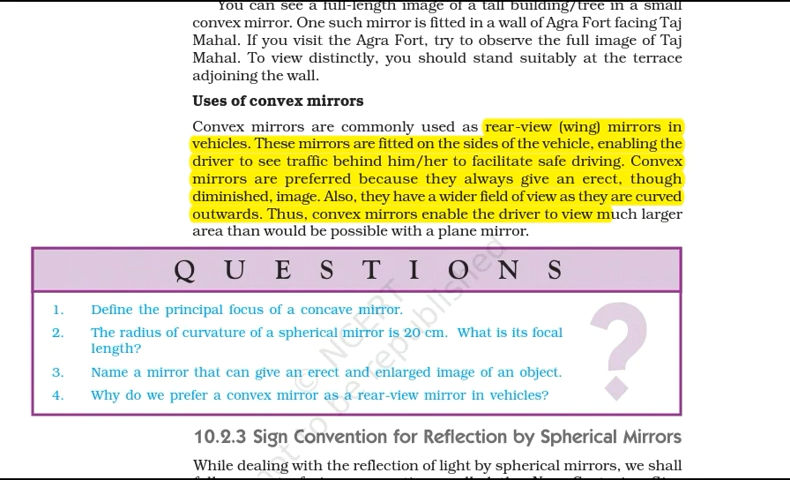 You can see a full-length image of a tall building/tree in a small
convex mirror. One such mirror is fitted in a wall of Agra Fort facing Taj
Mahal. If you visit the Agra Fort, try to observe the full image of Taj
Mahal. To view distinctly, you should stand suitably at the terrace
adjoining the wall.
Uses of convex mirrors
Convex mirrors are commonly used as rear-view (wing) mirrors in
vehicles. These mirrors are fitted on the sides of the vehicle, enabling the
driver to see traffic behind him/her to facilitate safe driving. Convex
mirrors are preferred because they always give an erect, though
diminished, image. Also, they have a wider field of view as they are curved
outwards. Thus, convex mirrors enable the driver to view much larger
area than would be possible with a plane mirror.
QUESTIONS
1. Define the principal focus of a concave mirror.
2. The radius of curvature of a spherical mirror is 20 cm. What is its focal
length?
3. Name a mirror that can give an erect and enlarged image of an object.
4. Why do we prefer a convex mirror as a rear-view mirror in vehicles?
?
© NCERT
not to be republished
10.2.3 Sign Convention for Reflection by Spherical Mirrors
While dealing with the reflection of light by spherical mirrors, we shall